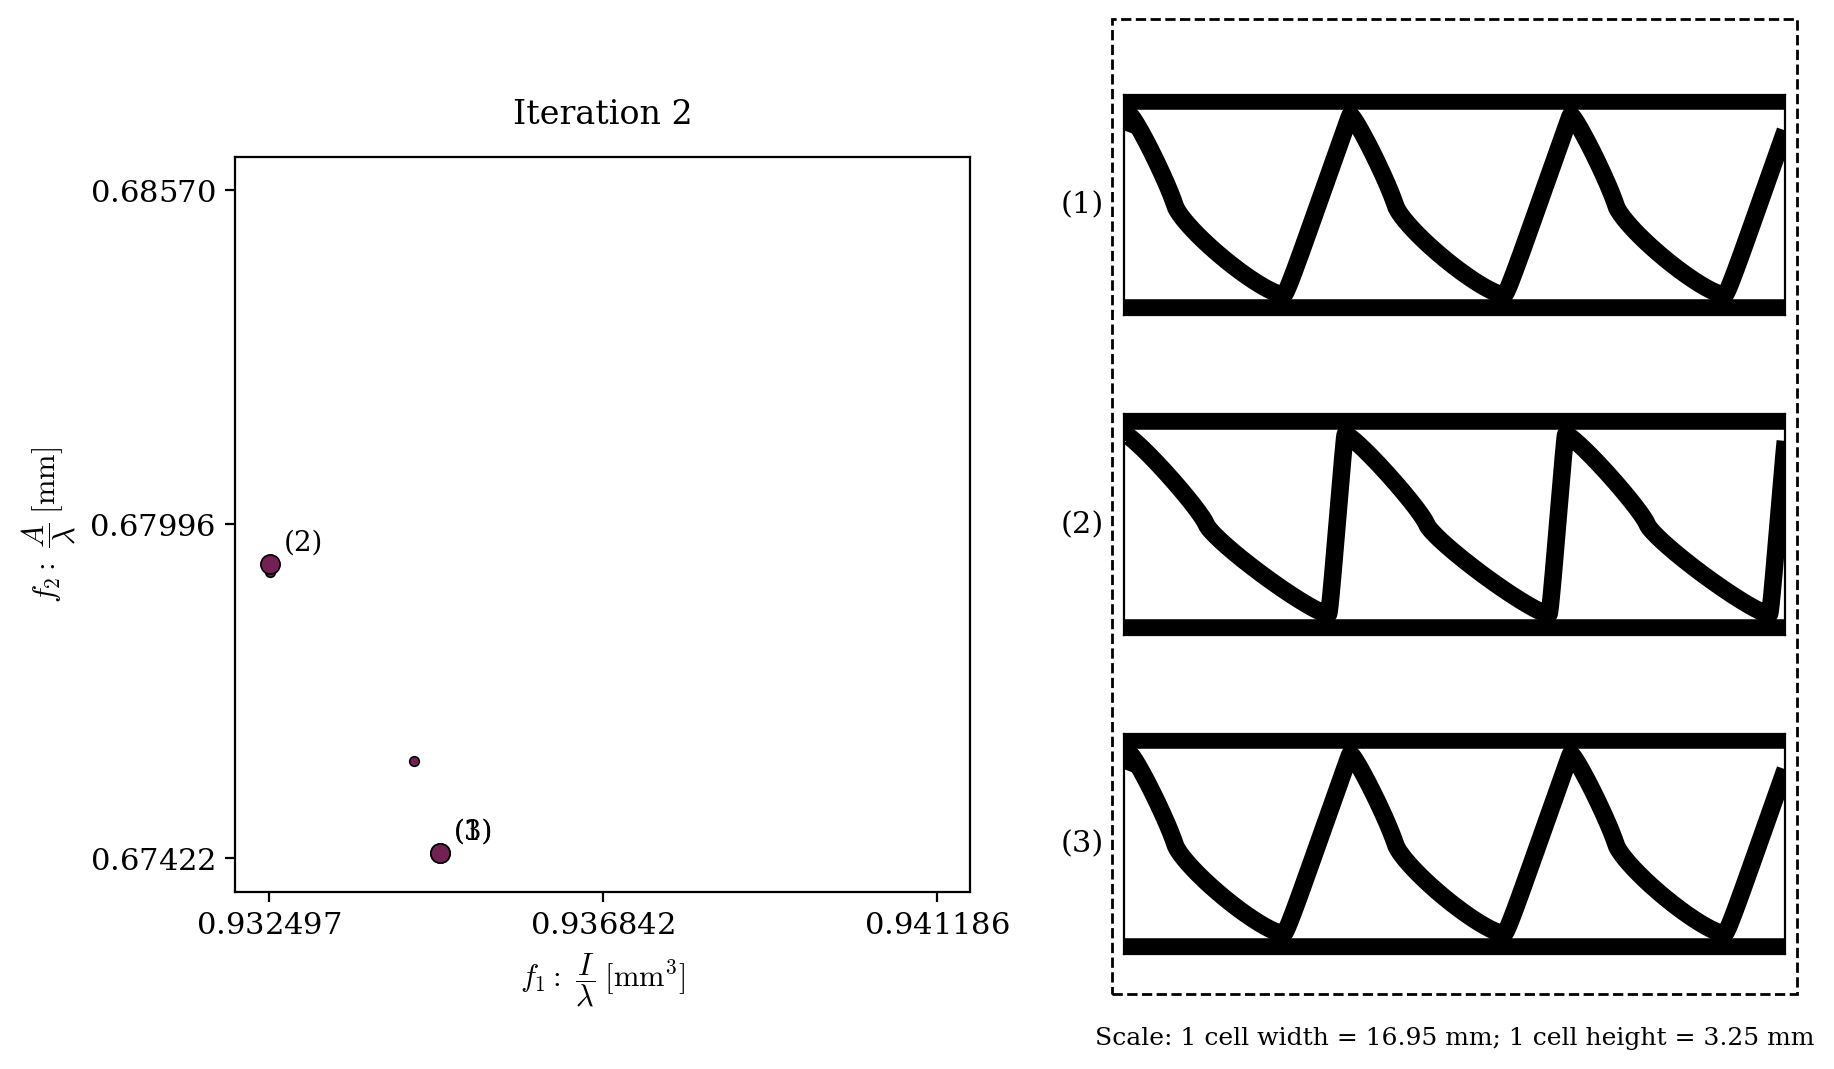 Iteration 2
0.68570
0.67996
0.67422
f₂ : A/λ [mm]
(2)
(1)
(3)
0.932497 0.936842 0.941186
f₁ : I/λ [mm³]
(1)
(2)
(3)
Scale: 1 cell width = 16.95 mm; 1 cell height = 3.25 mm